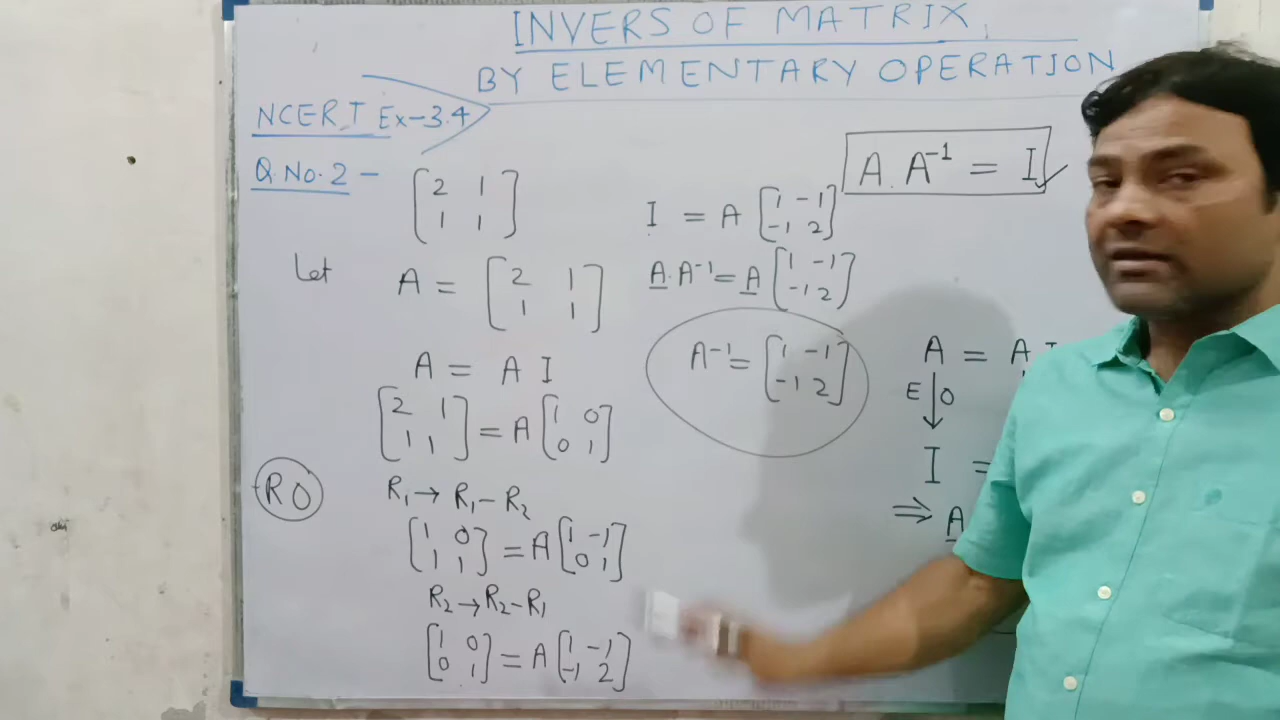 INVERS OF MATRIX,
BY ELEMENTARY OPERATION
NCERT Ex-3.4
Q.No.2 - [2 1
1 1]
Let A = [2 1
1 1]
A = A I
[2 1
1 1] = A [1 0
0 1]
RO
R₁ → R₁ - R₂
[1 0
1 1] = A [1 -1
0 1]
R₂ → R₂ - R₁
[1 0
0 1] = A [1 -1
-1 2]
I = A [1 -1
-1 2]
A.A⁻¹ = A [1 -1
-1 2]
A⁻¹ = [1 -1
-1 2]
A.A⁻¹ = I ✓
A = A I
E O
↓
I =
⇒ A